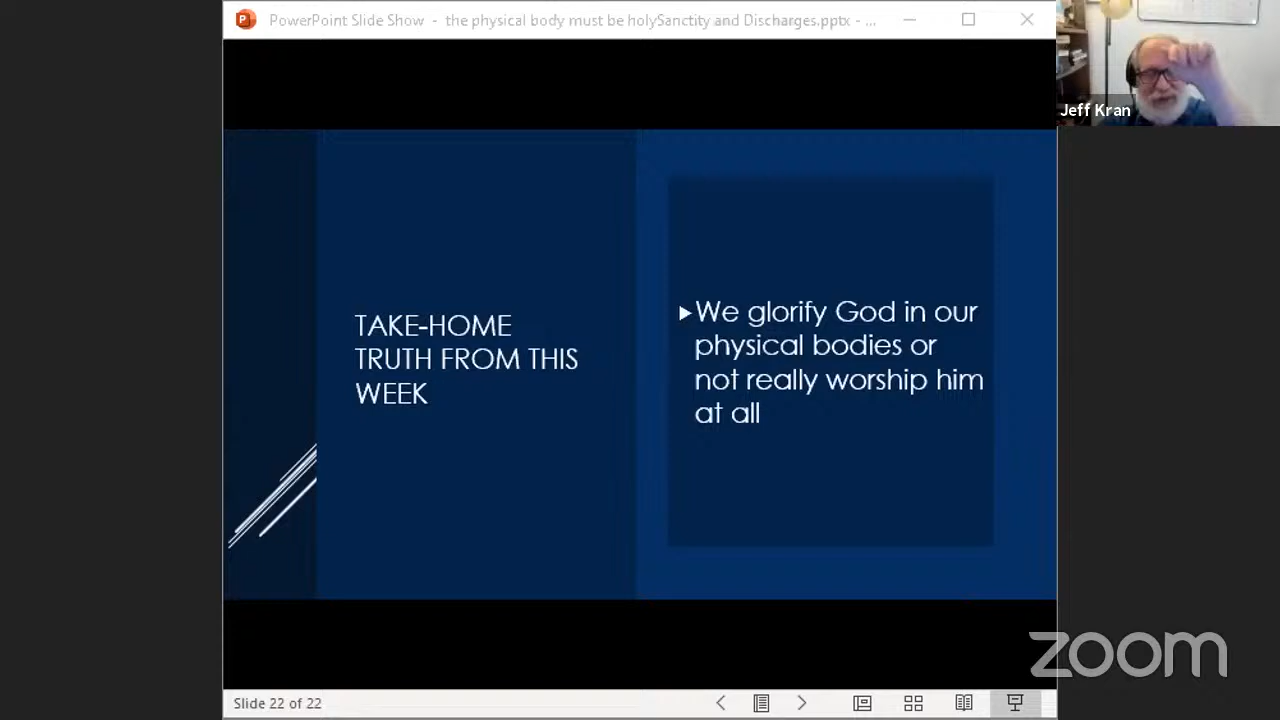 PowerPoint Slide Show - the physical body must be holySanctity and Discharges.pptx - ...
Jeff Kran
TAKE-HOME
TRUTH FROM THIS
WEEK
We glorify God in our
physical bodies or
not really worship him
at all
zoom
Slide 22 of 22